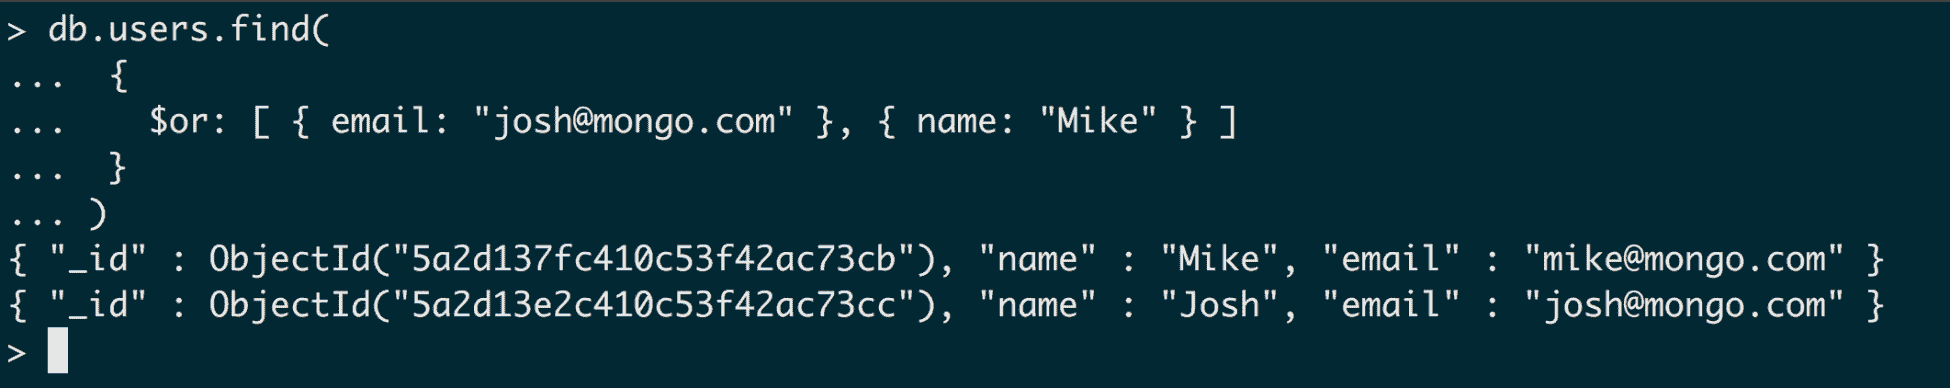 > db.users.find(
...  {
...    $or: [ { email: "josh@mongo.com" }, { name: "Mike" } ]
...  }
... )
{ "_id" : ObjectId("5a2d137fc410c53f42ac73cb"), "name" : "Mike", "email" : "mike@mongo.com" }
{ "_id" : ObjectId("5a2d13e2c410c53f42ac73cc"), "name" : "Josh", "email" : "josh@mongo.com" }
>